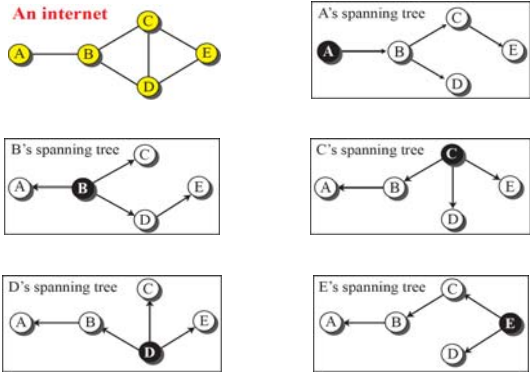 An internet
A
B
C
D
E
A's spanning tree
A
B
C
D
E
B's spanning tree
A
B
C
D
E
C's spanning tree
A
B
C
D
E
D's spanning tree
A
B
C
D
E
E's spanning tree
A
B
C
D
E